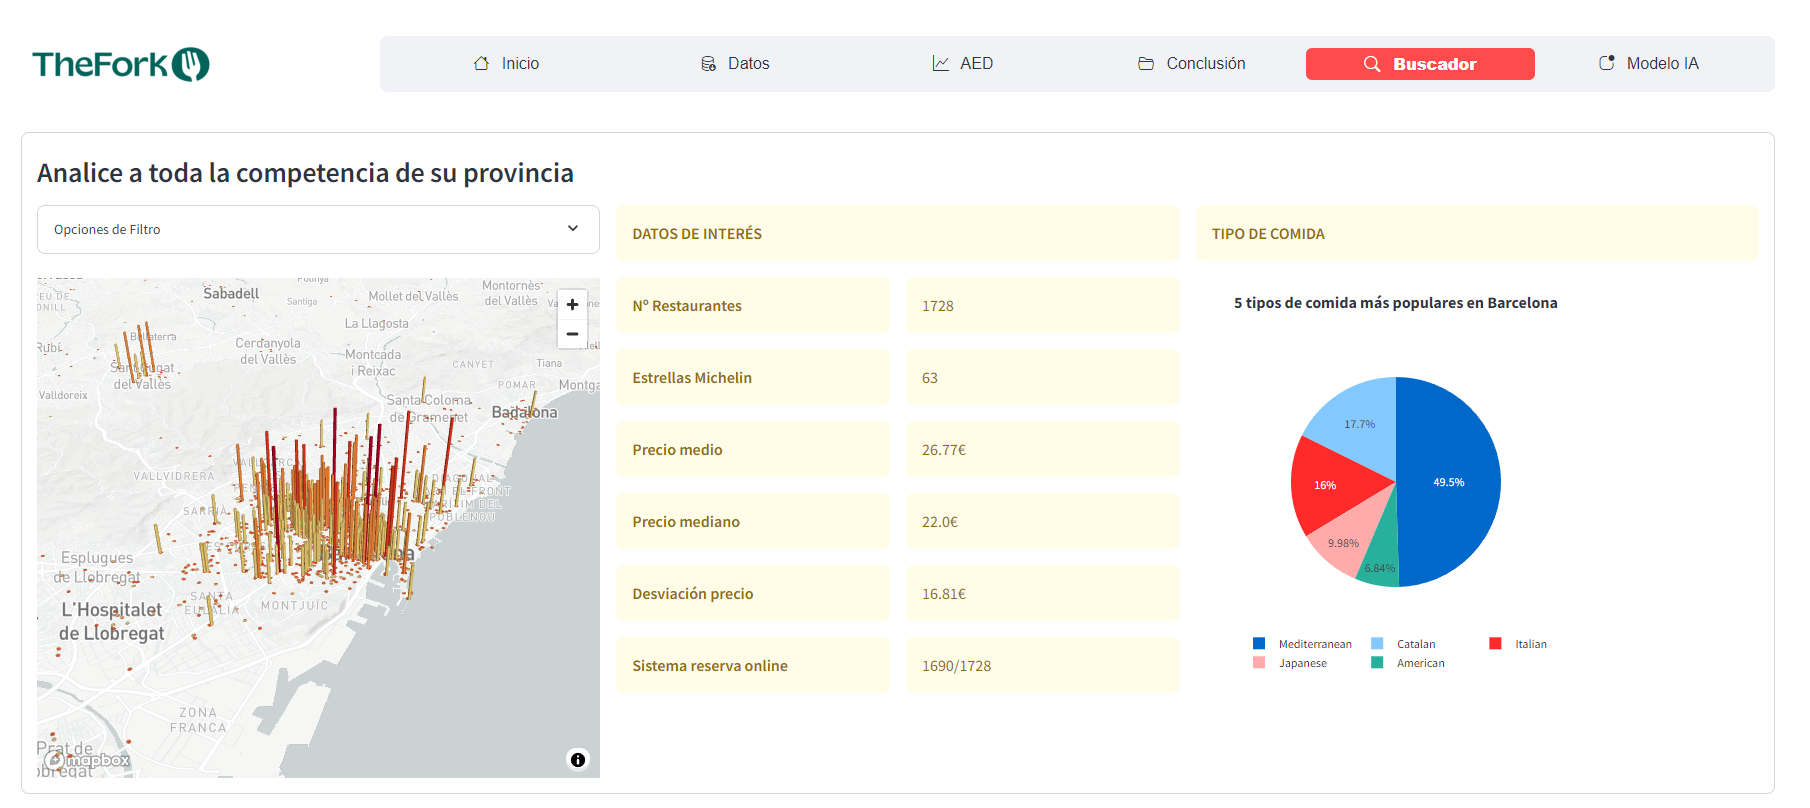 TheFork
Inicio
Datos
AED
Conclusión
Buscador
Modelo IA
Analice a toda la competencia de su provincia
Opciones de Filtro
DATOS DE INTERÉS
TIPO DE COMIDA
Nº Restaurantes
1728
Estrellas Michelin
63
Precio medio
26.77€
Precio mediano
22.0€
Desviación precio
16.81€
Sistema reserva online
1690/1728
5 tipos de comida más populares en Barcelona
17.7%
49.5%
16%
9.98%
6.84%
Mediterranean
Catalan
Italian
Japanese
American
Sabadell
Santiga
Mollet del Vallès
Montornès
del Vallès
La Llagosta
Cerdanyola
del Vallès
Montcada
i Reixac
CANYET
Tiana
POMAR
Montga
Rubí
del Vallès
Valldoreix
Santa Coloma
de Gramenet
Badalona
VALLVIDRERA
SARRIÀ
Esplugues
de Llobregat
SANTA
EULÀLIA
MONTJUÏC
L'Hospitalet
de Llobregat
ZONA
FRANCA
Prat de
obregat
mapbox